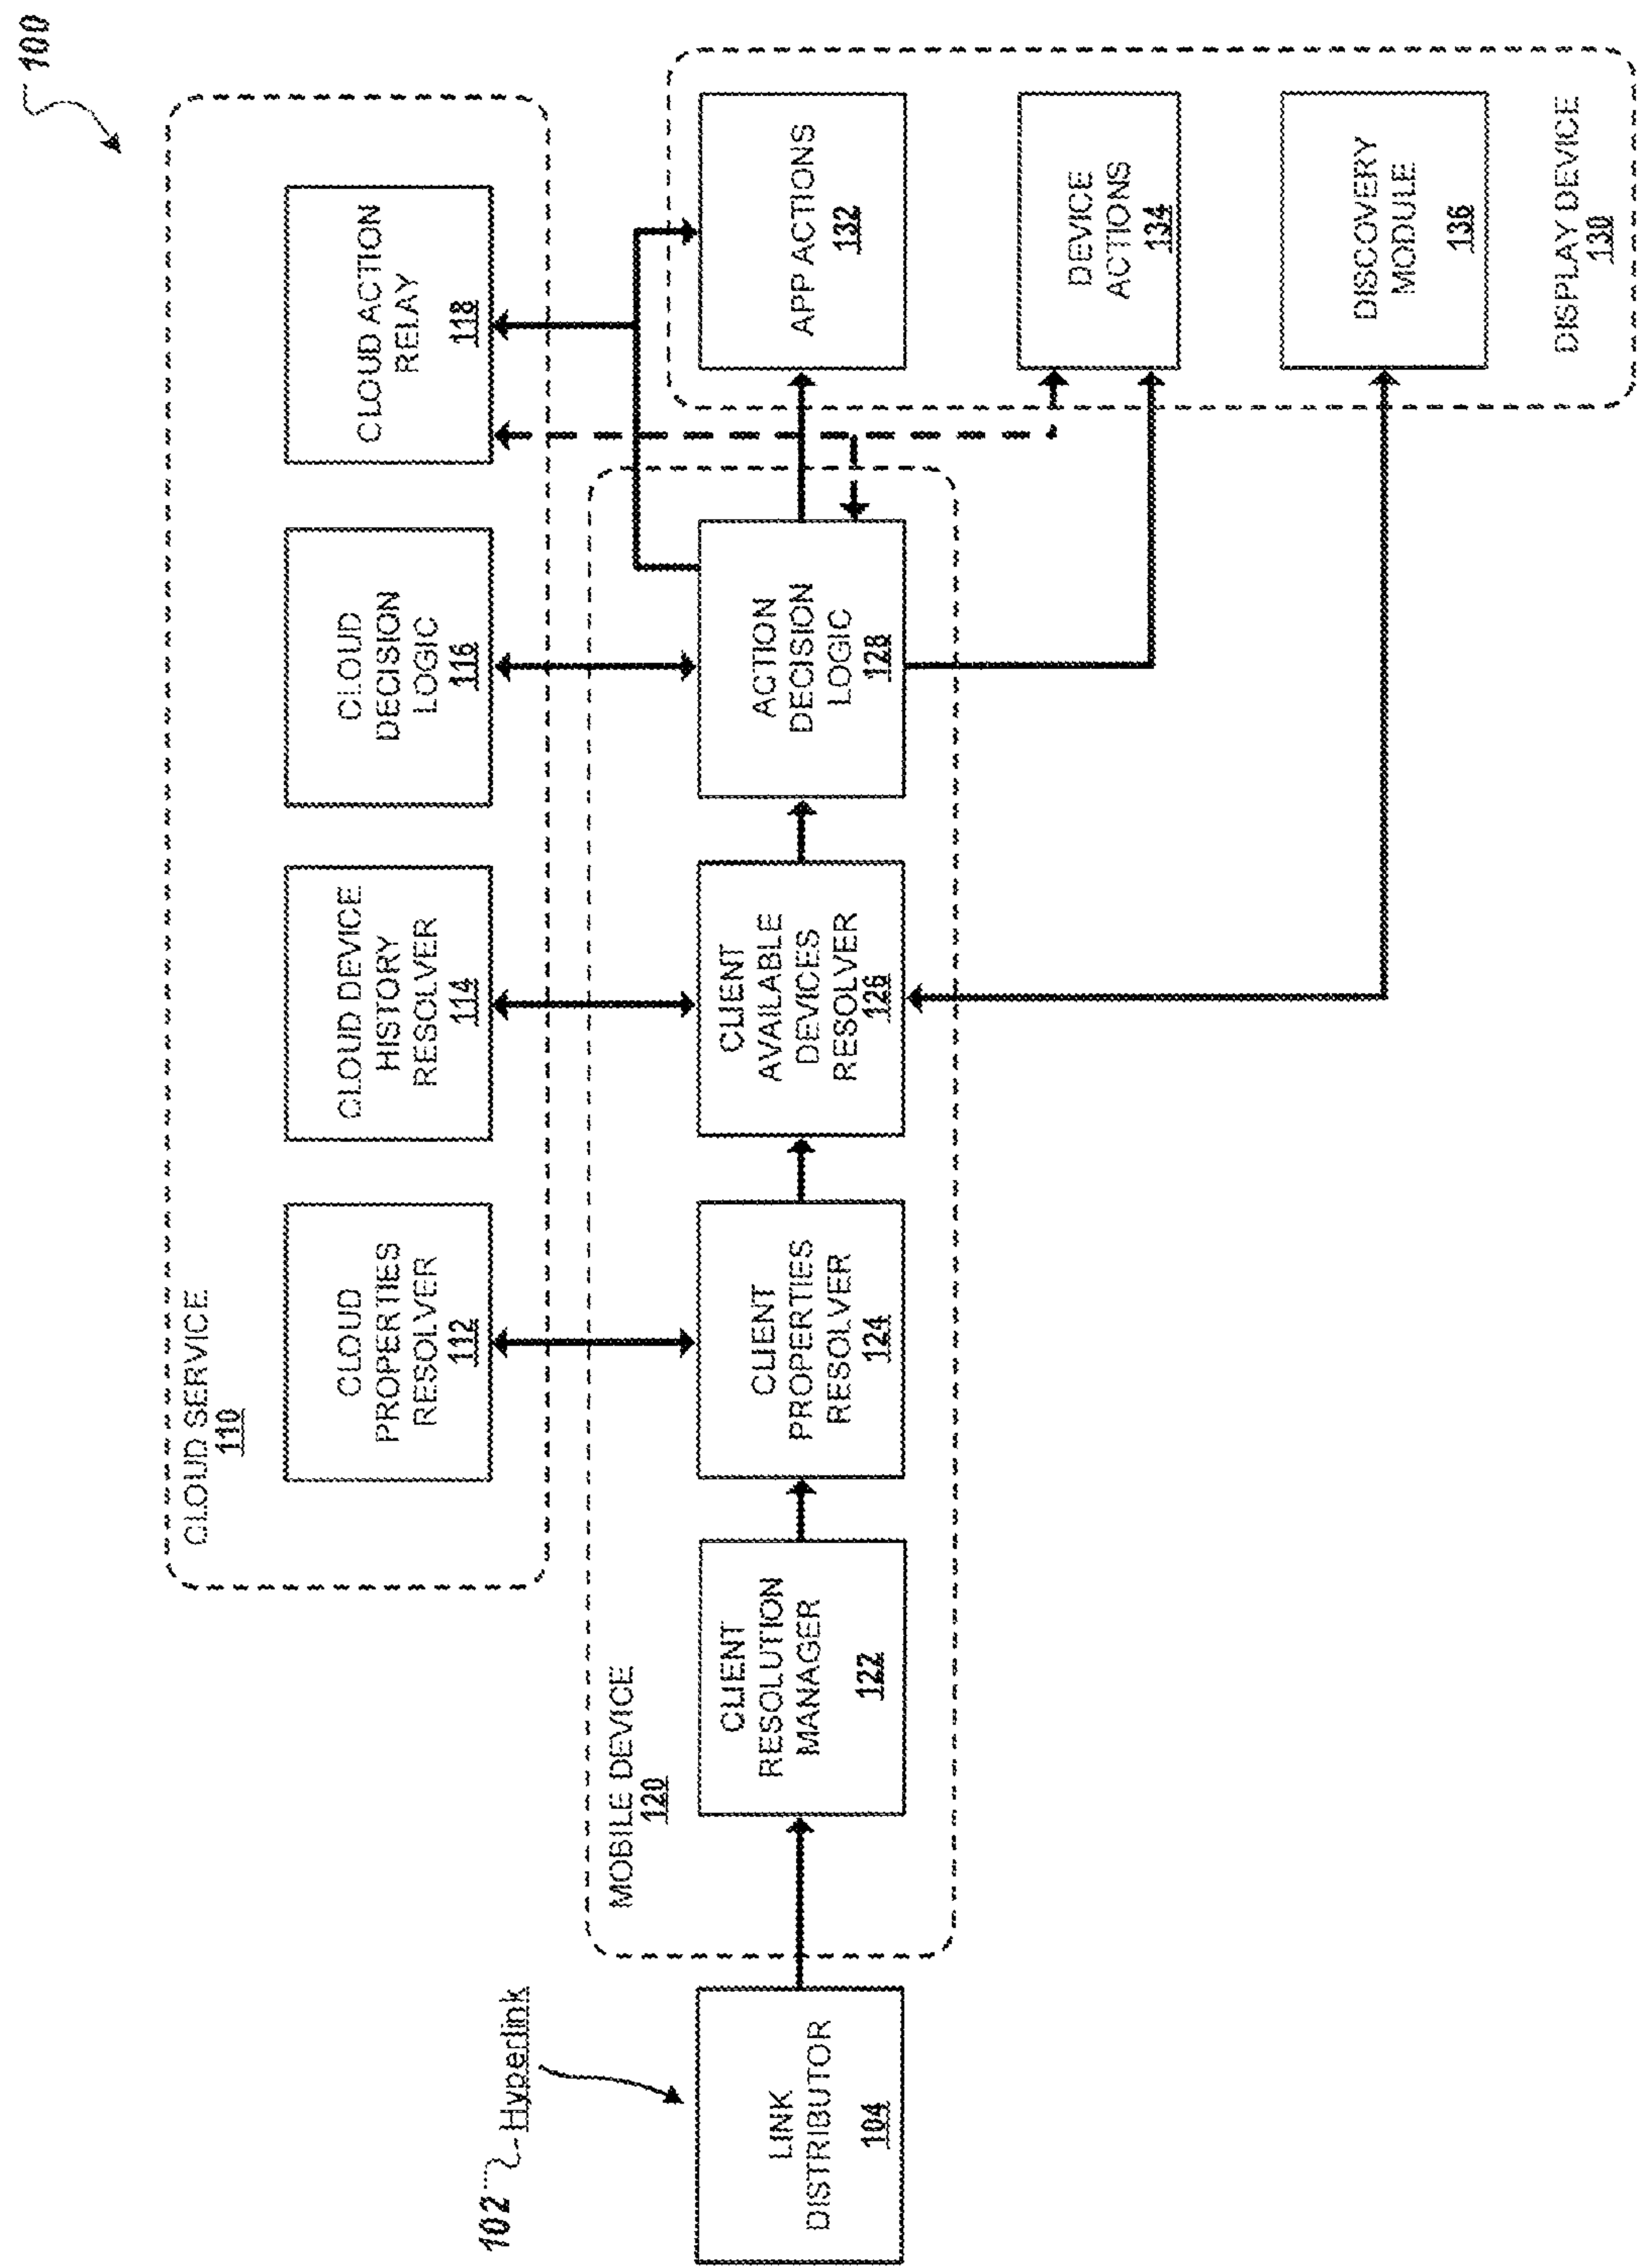 100
CLOUD SERVICE
110
CLOUD
PROPERTIES
RESOLVER
112
CLOUD DEVICE
HISTORY
RESOLVER
114
CLOUD
DECISION
LOGIC
116
CLOUD ACTION
RELAY
118
102
Hyperlink
LINK
DISTRIBUTOR
104
MOBILE DEVICE
120
CLIENT
RESOLUTION
MANAGER
122
CLIENT
PROPERTIES
RESOLVER
124
CLIENT
AVAILABLE
DEVICES
RESOLVER
126
ACTION
DECISION
LOGIC
128
APP ACTIONS
132
DEVICE
ACTIONS
134
DISCOVERY
MODULE
136
DISPLAY DEVICE
130